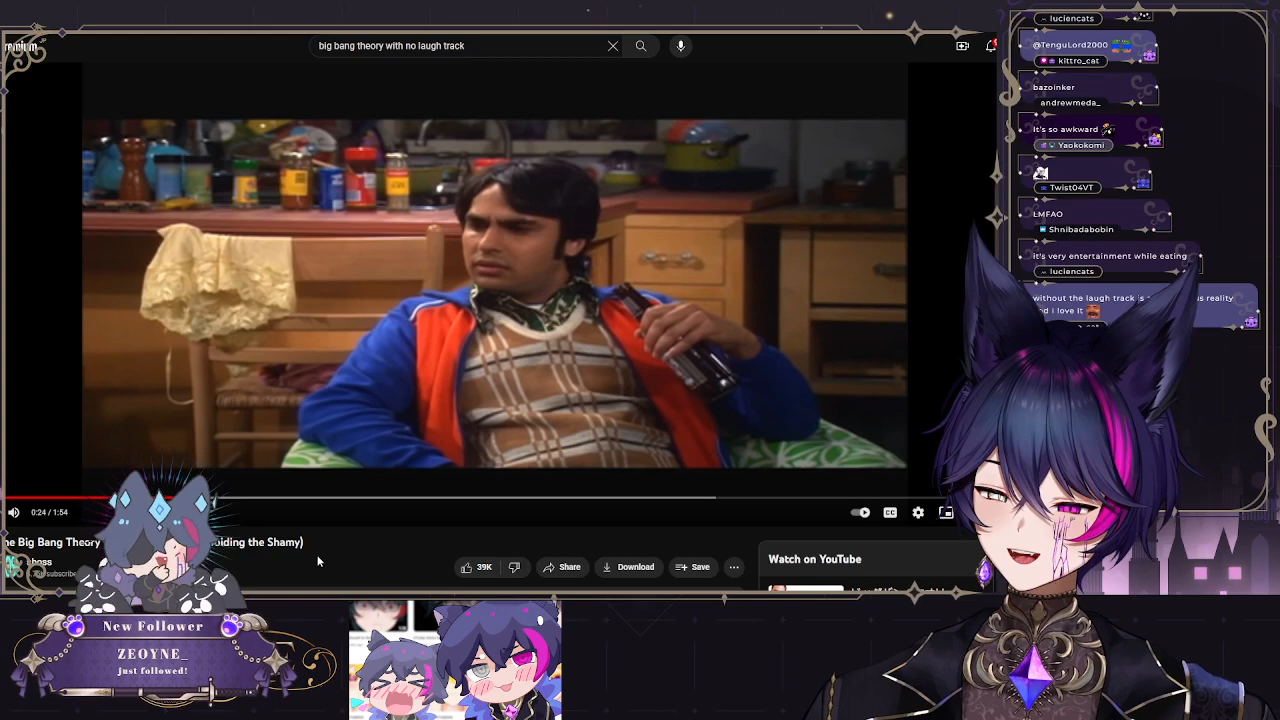 big bang theory with no laugh track
0:24 / 1:54
CC
he Big Bang Theory
iding the Shamy)
39K
Share
Download
Save
Watch on YouTube
New Follower
ZEOYNE_
just followed!
luciencats
@TenguLord2000
kittro_cat
bazoinker
andrewmeda_
It's so awkward
Yaokokomi
Twist04VT
LMFAO
Shnibadabobin
it's very entertainment while eating
luciencats
without the laugh track is
us reality
d i love it